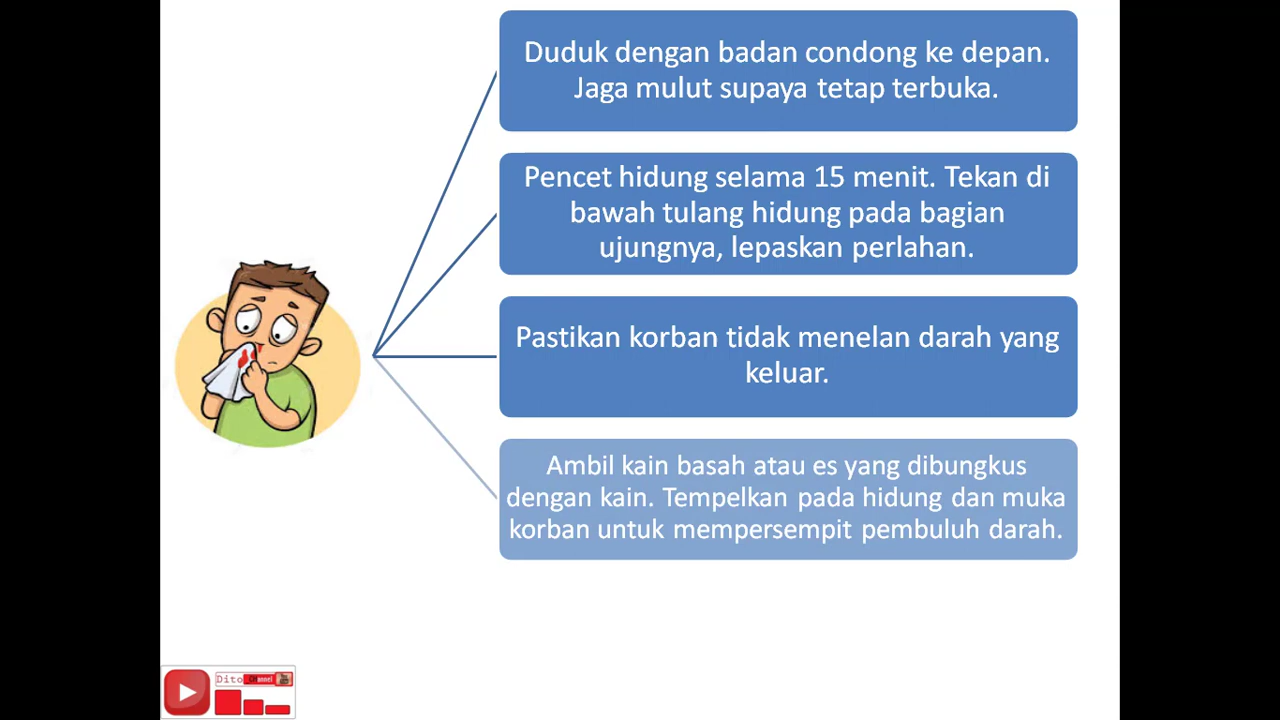 Duduk dengan badan condong ke depan.
Jaga mulut supaya tetap terbuka.
Pencet hidung selama 15 menit. Tekan di
bawah tulang hidung pada bagian
ujungnya, lepaskan perlahan.
Pastikan korban tidak menelan darah yang
keluar.
Ambil kain basah atau es yang dibungkus
dengan kain. Tempelkan pada hidung dan muka
korban untuk mempersempit pembuluh darah.
Dito